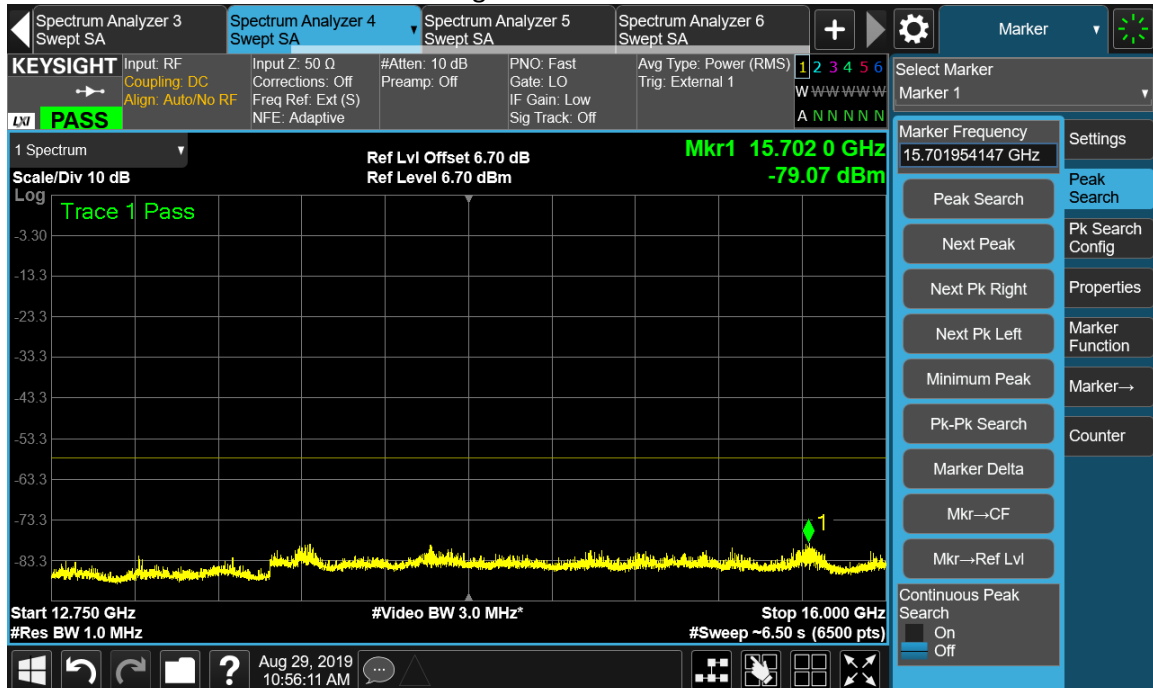 Spectrum Analyzer 3
Swept SA
Spectrum Analyzer 4
Swept SA
Spectrum Analyzer 5
Swept SA
Spectrum Analyzer 6
Swept SA
+
Marker
KEYSIGHT
LXI
PASS
Input: RF
Coupling: DC
Align: Auto/No RF
Input Z: 50 Ω
Corrections: Off
Freq Ref: Ext (S)
NFE: Adaptive
#Atten: 10 dB
Preamp: Off
PNO: Fast
Gate: LO
IF Gain: Low
Sig Track: Off
Avg Type: Power (RMS)
Trig: External 1
1 2 3 4 5 6
W W W W W W
A N N N N N
Select Marker
Marker 1
1 Spectrum
Scale/Div 10 dB
Log
Ref Lvl Offset 6.70 dB
Ref Level 6.70 dBm
Mkr1 15.702 0 GHz
-79.07 dBm
Trace 1 Pass
-3.30
-13.3
-23.3
-33.3
-43.3
-53.3
-63.3
-73.3
-83.3
1
Start 12.750 GHz
#Res BW 1.0 MHz
#Video BW 3.0 MHz*
Stop 16.000 GHz
#Sweep ~6.50 s (6500 pts)
Marker Frequency
15.701954147 GHz
Peak Search
Next Peak
Next Pk Right
Next Pk Left
Minimum Peak
Pk-Pk Search
Marker Delta
Mkr→CF
Mkr→Ref Lvl
Continuous Peak
Search
On
Off
Settings
Peak
Search
Pk Search
Config
Properties
Marker
Function
Marker→
Counter
?
Aug 29, 2019
10:56:11 AM